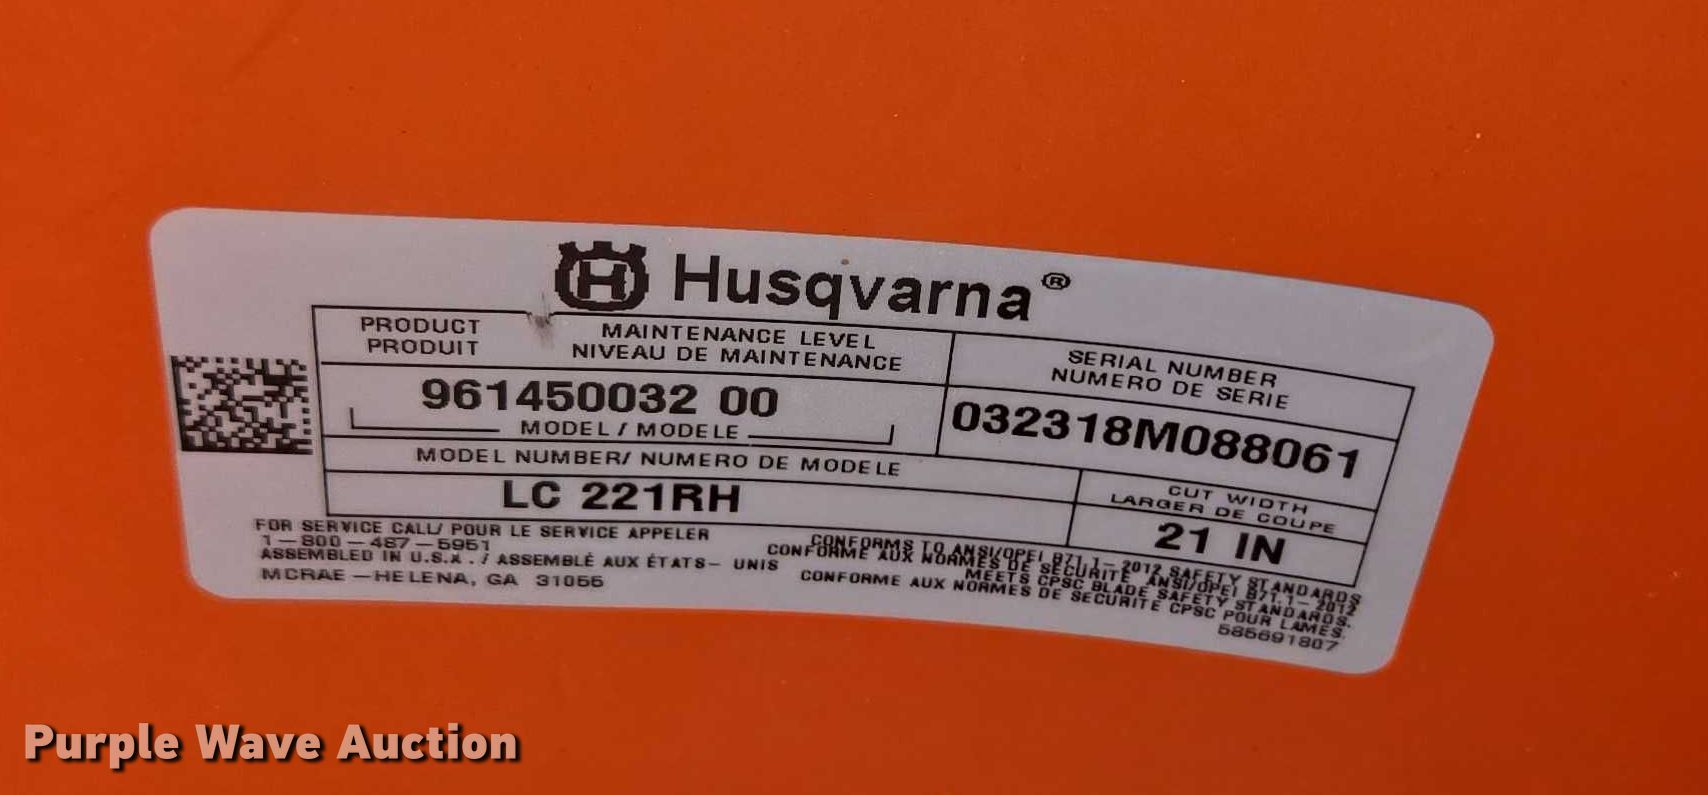 H Husqvarna®
PRODUCT
PRODUIT
MAINTENANCE LEVEL
NIVEAU DE MAINTENANCE
SERIAL NUMBER
NUMERO DE SERIE
961450032 00
MODEL / MODELE
032318M088061
MODEL NUMBER/ NUMERO DE MODELE
LC 221RH
CUT WIDTH
LARGER DE COUPE
21 IN
FOR SERVICE CALL/ POUR LE SERVICE APPELER
1-800-487-5951
ASSEMBLED IN U.S.A. / ASSEMBLÉ AUX ÉTATS- UNIS
MCRAE-HELENA, GA 31055
CONFORMS TO ANSI/OPEI B71.1-2012 SAFETY STANDARDS
CONFORME AUX NORMES DE SECURITE ANSI/OPEI B71.1-2012
MEETS CPSC BLADE SAFETY STANDARDS.
CONFORME AUX NORMES DE SECURITE CPSC POUR LAMES.
585691807
Purple Wave Auction